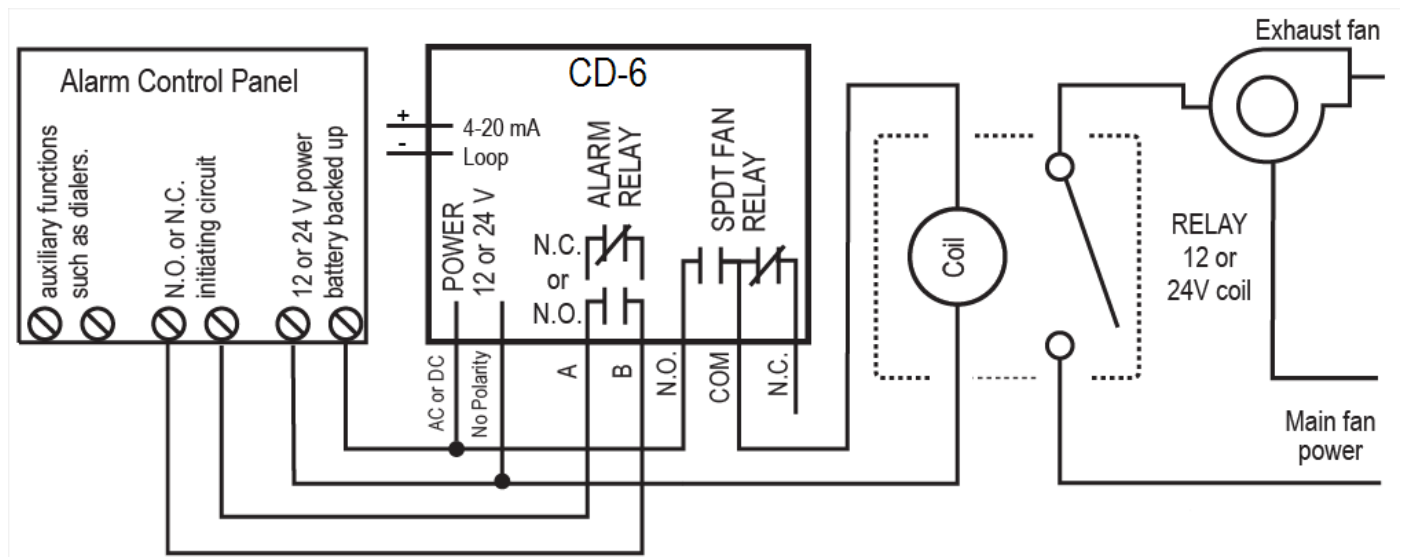 Exhaust fan
Alarm Control Panel
auxiliary functions
such as dialers.
N.O. or N.C.
initiating circuit
12 or 24 V power
battery backed up
CD-6
+
4-20 mA
-
Loop
POWER
12 or 24 V
ALARM
RELAY
N.C.
or
N.O.
SPDT FAN
RELAY
AC or DC
No Polarity
A
B
N.O.
COM
N.C.
Coil
RELAY
12 or
24V coil
Main fan
power